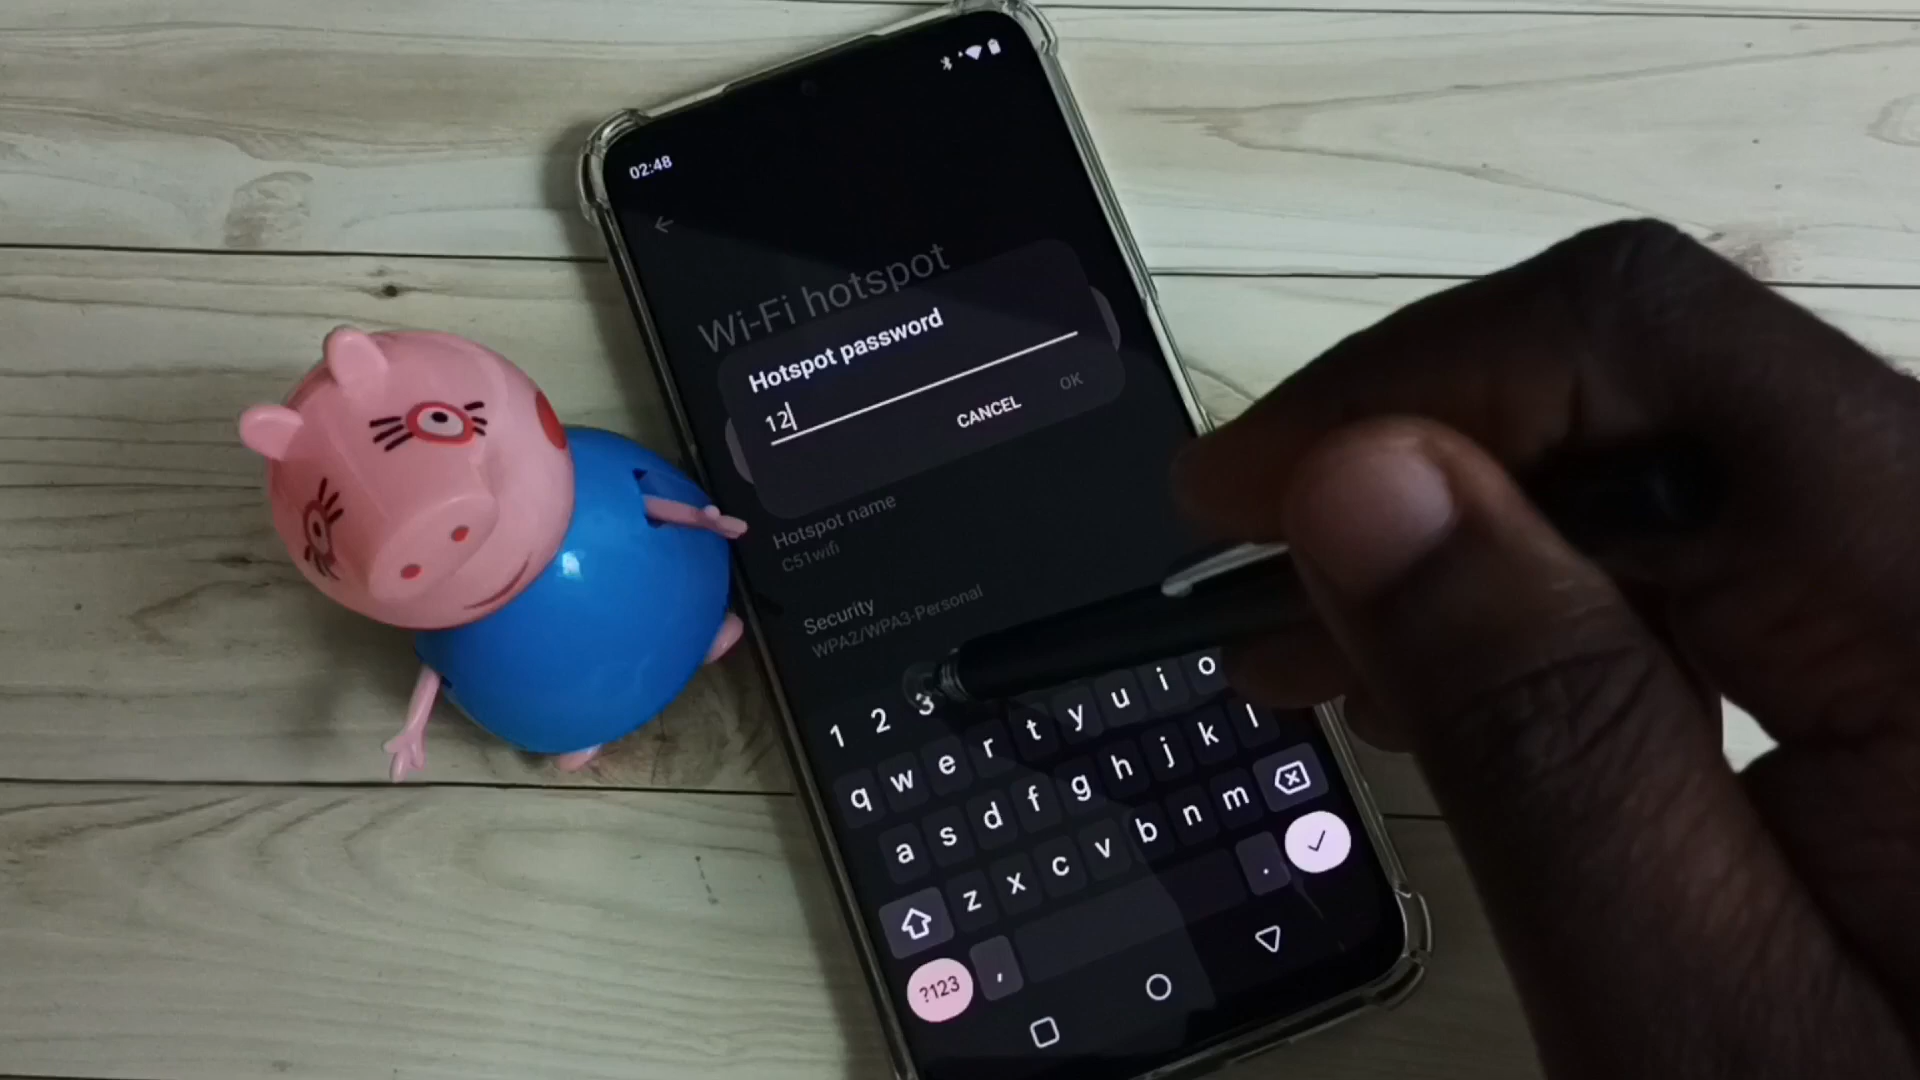 02:48
Wi-Fi hotspot
Hotspot password
12
CANCEL OK
Hotspot name
C51wifi
Security
WPA2/WPA3-Personal
1 2 3
q w e r t y u i o
a s d f g h j k l
z x c v b n m
?123 , .